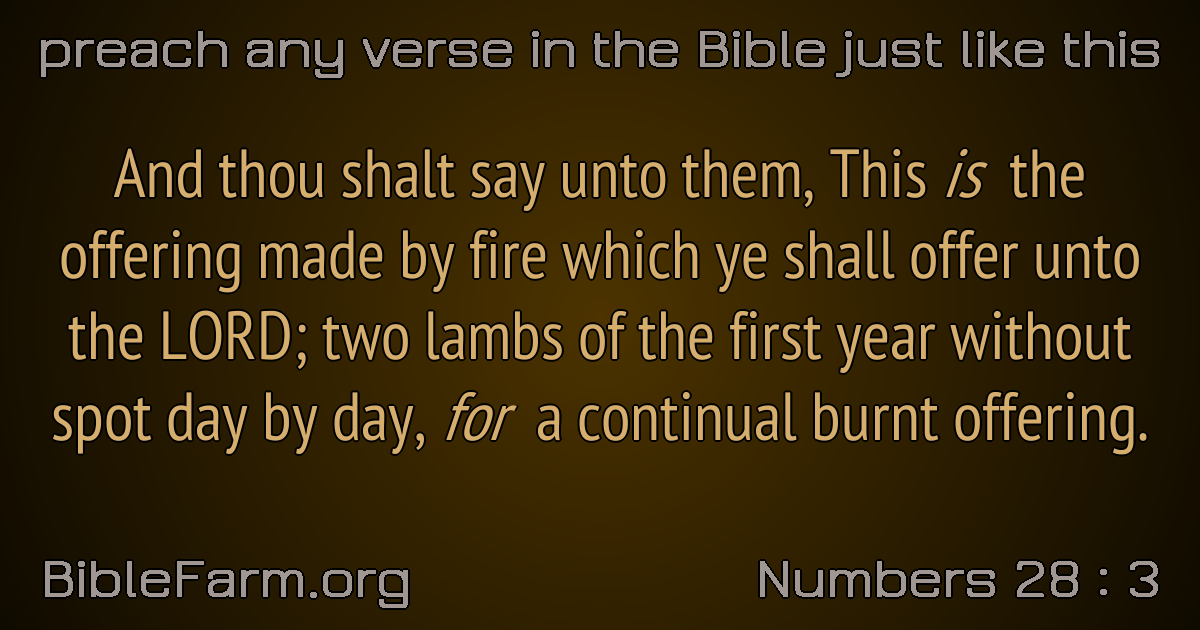 preach any verse in the Bible just like this
And thou shalt say unto them, This is the
offering made by fire which ye shall offer unto
the LORD; two lambs of the first year without
spot day by day, for a continual burnt offering.
BibleFarm.org
Numbers 28 : 3